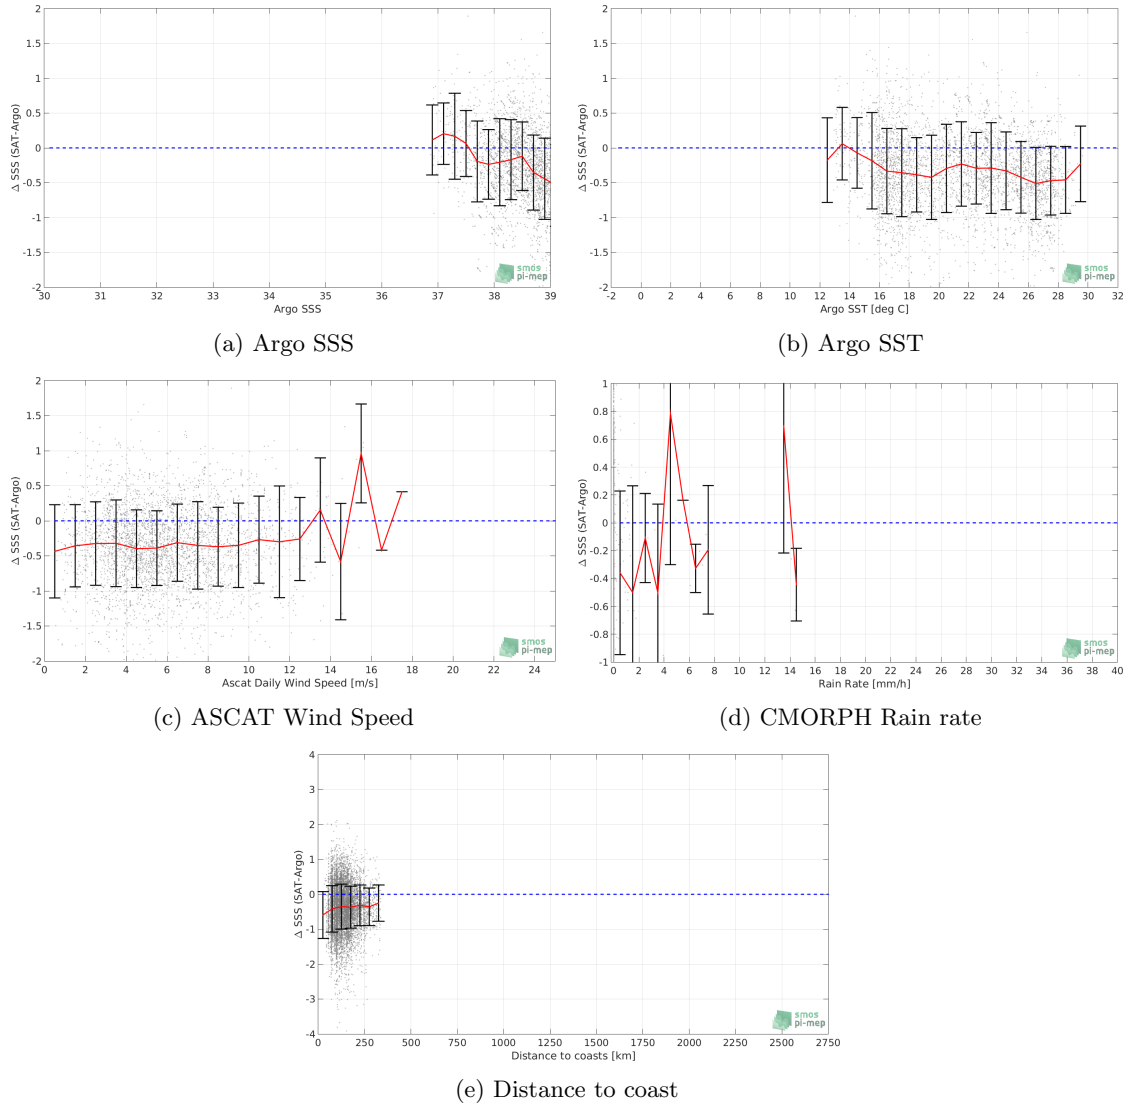 2
1.5
1
0.5
0
-0.5
-1
-1.5
-2
Δ SSS (SAT-Argo)
30 31 32 33 34 35 36 37 38 39
Argo SSS
smos
pi-mep
(a) Argo SSS
2
1.5
1
0.5
0
-0.5
-1
-1.5
-2
Δ SSS (SAT-Argo)
-2 0 2 4 6 8 10 12 14 16 18 20 22 24 26 28 30 32
Argo SST [deg C]
smos
pi-mep
(b) Argo SST
2
1.5
1
0.5
0
-0.5
-1
-1.5
-2
Δ SSS (SAT-Argo)
0 2 4 6 8 10 12 14 16 18 20 22 24
Ascat Daily Wind Speed [m/s]
smos
pi-mep
(c) ASCAT Wind Speed
1
0.8
0.6
0.4
0.2
0
-0.2
-0.4
-0.6
-0.8
-1
Δ SSS (SAT-Argo)
0 2 4 6 8 10 12 14 16 18 20 22 24 26 28 30 32 34 36 38 40
Rain Rate [mm/h]
smos
pi-mep
(d) CMORPH Rain rate
4
3
2
1
0
-1
-2
-3
-4
Δ SSS (SAT-Argo)
0 250 500 750 1000 1250 1500 1750 2000 2250 2500 2750
Distance to coasts [km]
smos
pi-mep
(e) Distance to coast